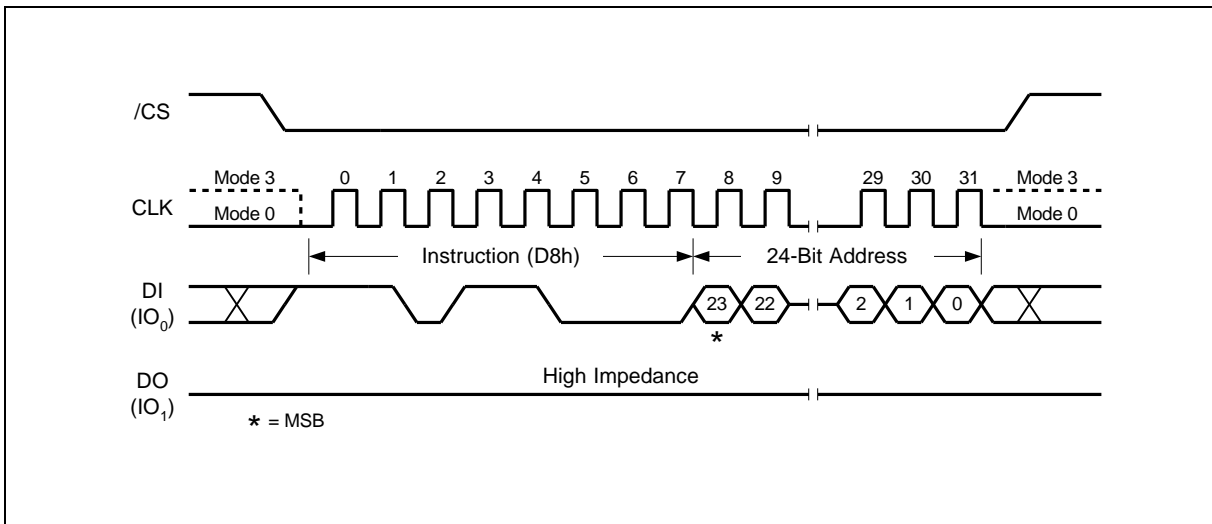 /CS
Mode 3 0 1 2 3 4 5 6 7 8 9 29 30 31 Mode 3
CLK
Mode 0 Mode 0
Instruction (D8h) 24-Bit Address
DI
(IO0)
23 22 2 1 0
*
High Impedance
DO
(IO1)
* = MSB